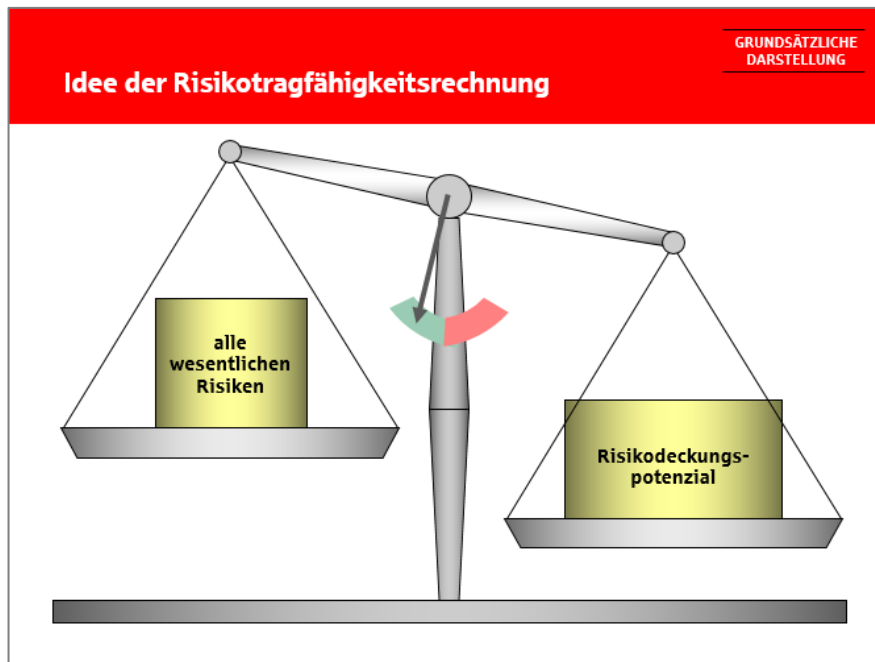 GRUNDSÄTZLICHE
DARSTELLUNG
Idee der Risikotragfähigkeitsrechnung
alle
wesentlichen
Risiken
Risikodeckungs-
potenzial